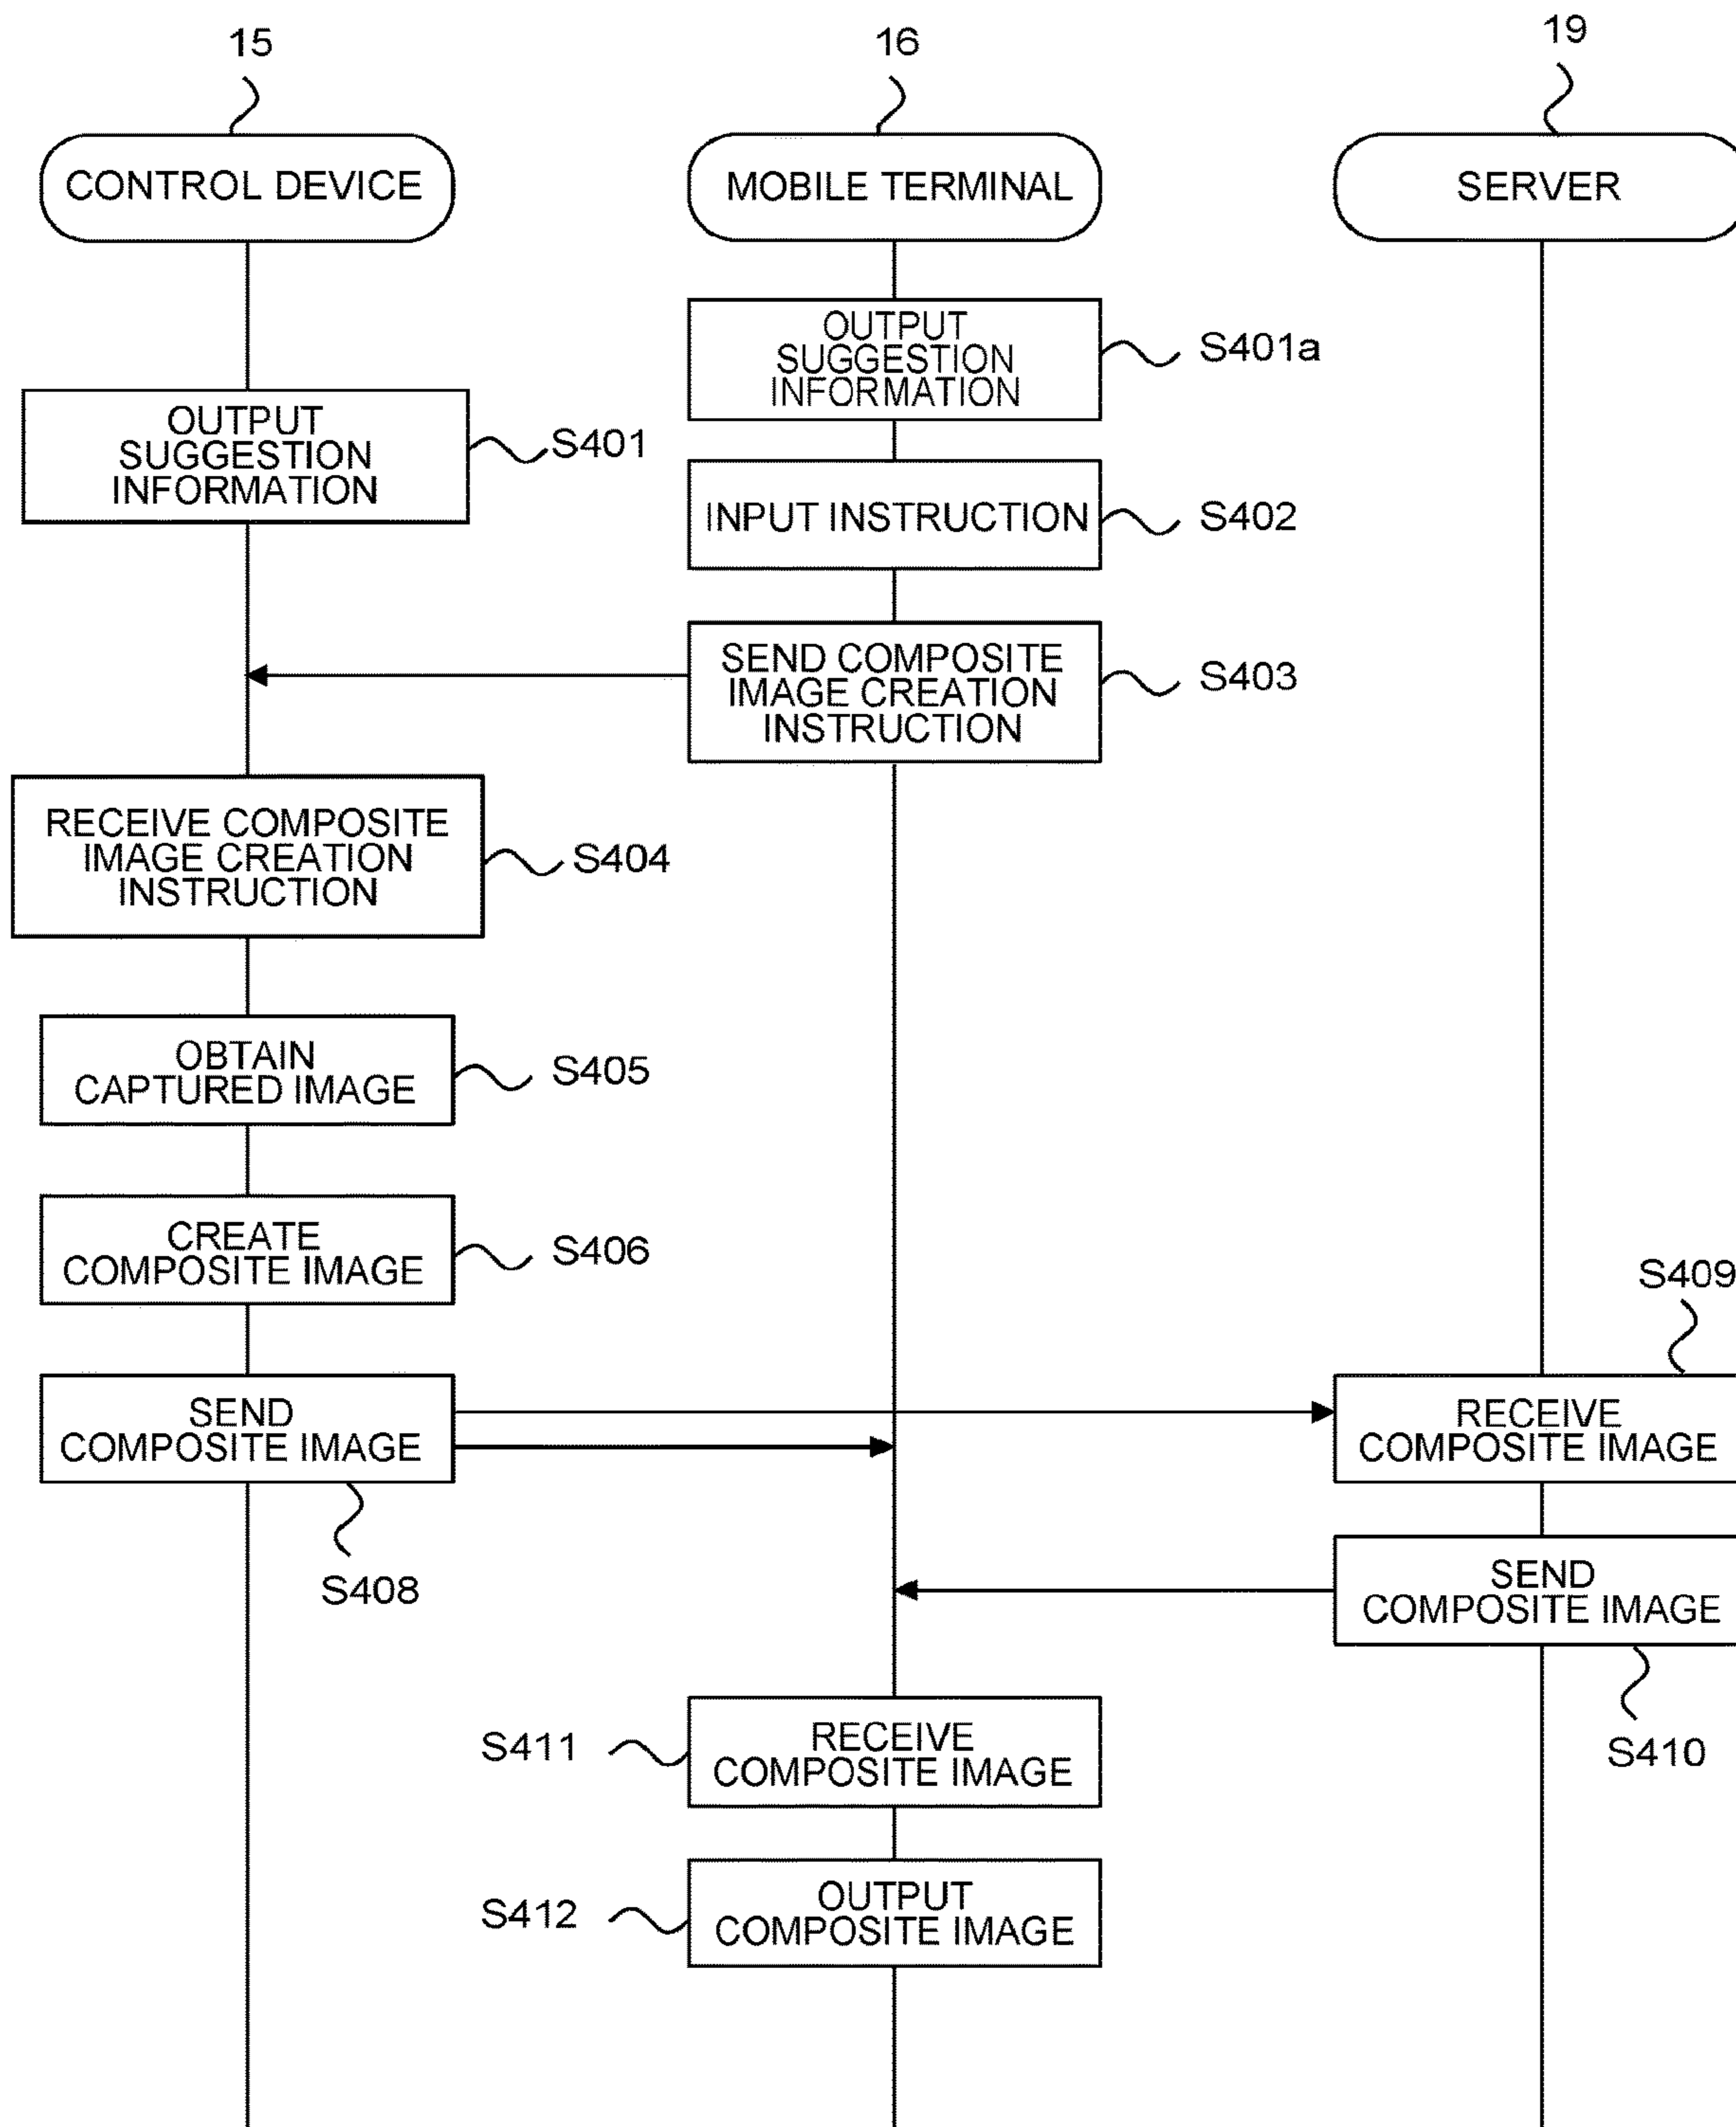 15
16
19
CONTROL DEVICE
MOBILE TERMINAL
SERVER
OUTPUT
SUGGESTION
INFORMATION
S401a
OUTPUT
SUGGESTION
INFORMATION
S401
INPUT INSTRUCTION
S402
SEND COMPOSITE
IMAGE CREATION
INSTRUCTION
S403
RECEIVE COMPOSITE
IMAGE CREATION
INSTRUCTION
S404
OBTAIN
CAPTURED IMAGE
S405
CREATE
COMPOSITE IMAGE
S406
S409
SEND
COMPOSITE IMAGE
RECEIVE
COMPOSITE IMAGE
S408
SEND
COMPOSITE IMAGE
S410
S411
RECEIVE
COMPOSITE IMAGE
S412
OUTPUT
COMPOSITE IMAGE